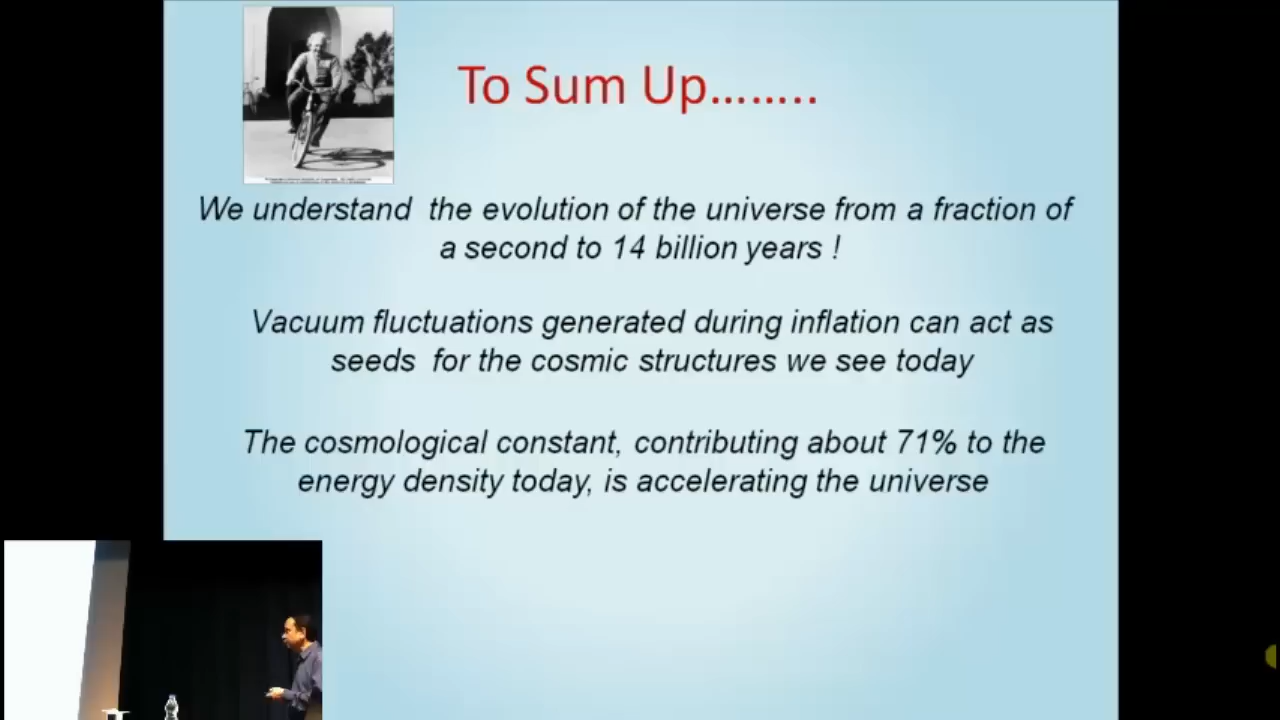 To Sum Up……..
We understand the evolution of the universe from a fraction of
a second to 14 billion years !
Vacuum fluctuations generated during inflation can act as
seeds for the cosmic structures we see today
The cosmological constant, contributing about 71% to the
energy density today, is accelerating the universe